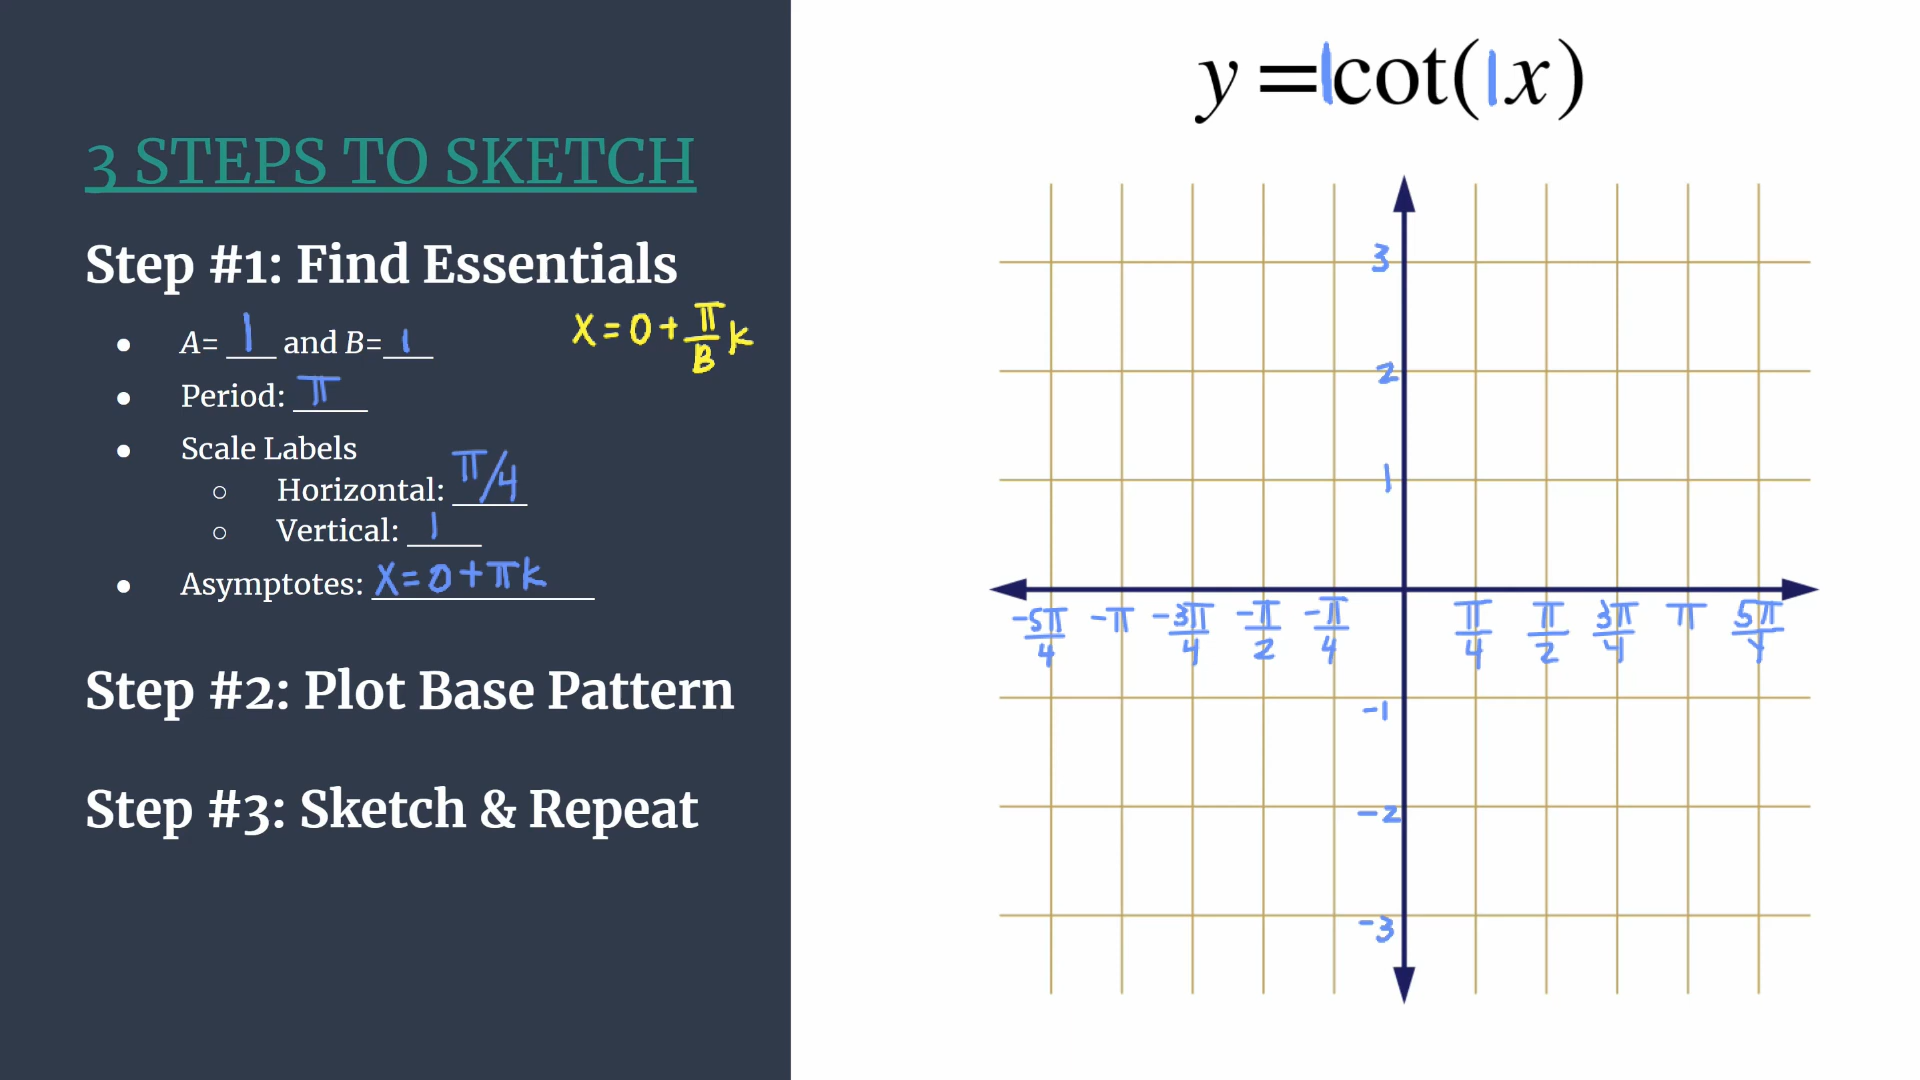 3 STEPS TO SKETCH
Step #1: Find Essentials
● A= 1 and B= 1
x = 0 + π/B k
● Period: π
● Scale Labels
○ Horizontal: π/4
○ Vertical: 1
● Asymptotes: x = 0 + πk
Step #2: Plot Base Pattern
Step #3: Sketch & Repeat
y = 1cot(1x)
3
2
1
-5π/4 -π -3π/4 -π/2 -π/4 π/4 π/2 3π/4 π 5π/4
-1
-2
-3